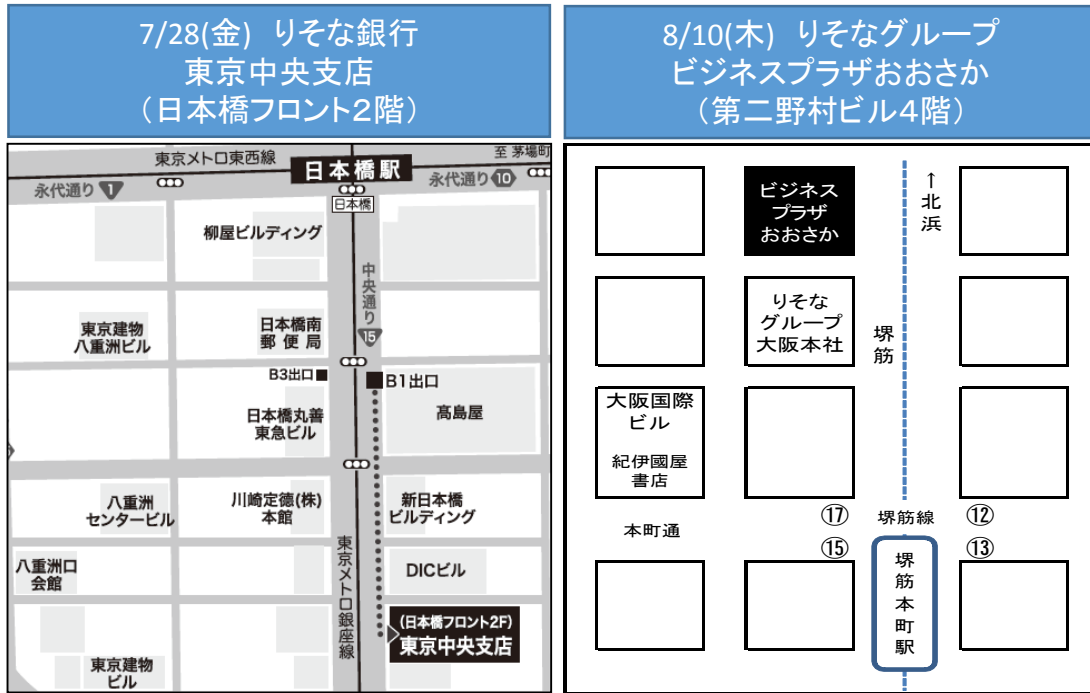 7/28(金) りそな銀行
東京中央支店
(日本橋フロント2階)
東京メトロ東西線
日本橋駅
至 茅場町
永代通り 1
永代通り 10
日本橋
柳屋ビルディング
中央通り
15
東京建物
八重洲ビル
日本橋南
郵便局
B3出口
B1出口
日本橋丸善
東急ビル
髙島屋
八重洲
センタービル
川崎定徳(株)
本館
新日本橋
ビルディング
八重洲口
会館
東京メトロ銀座線
DICビル
(日本橋フロント2F)
東京中央支店
東京建物
ビル
8/10(木) りそなグループ
ビジネスプラザおおさか
(第二野村ビル4階)
ビジネス
プラザ
おおさか
↑北浜
りそな
グループ
大阪本社
堺筋
大阪国際
ビル
紀伊國屋
書店
本町通
⑰
堺筋線
⑫
⑮
⑬
堺筋本町駅